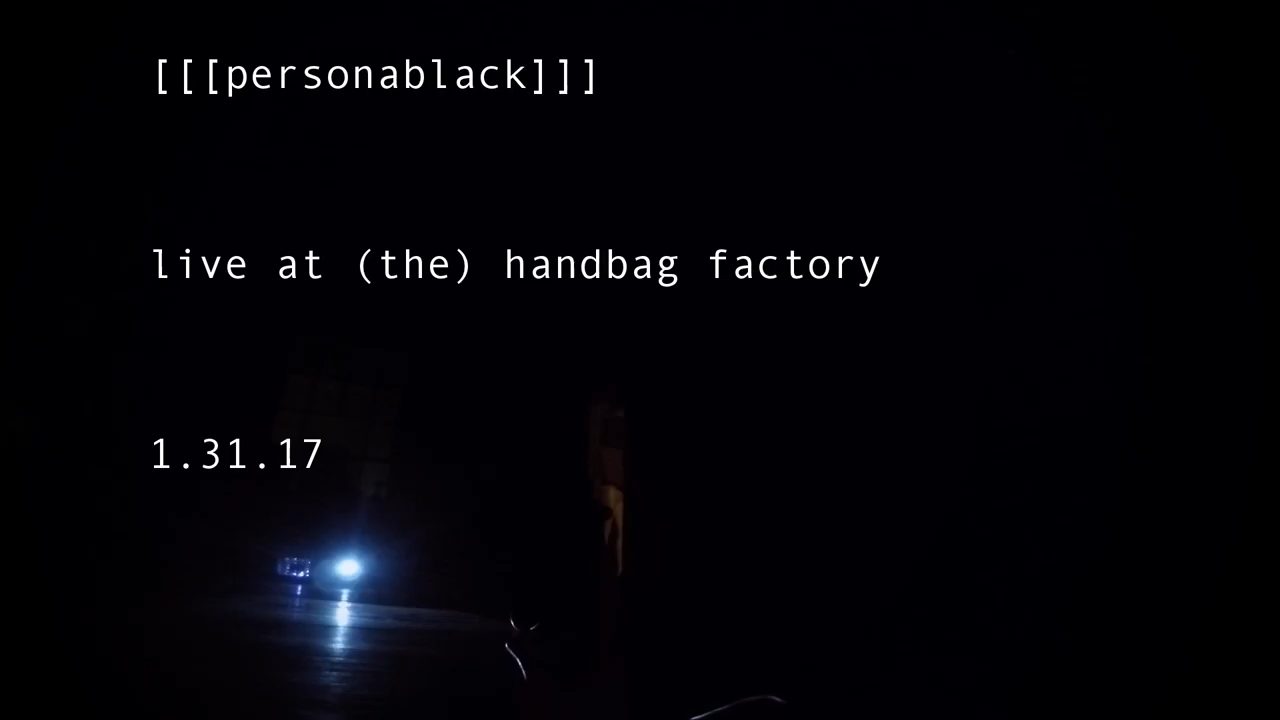 [[[personablack]]]
live at (the) handbag factory
1.31.17